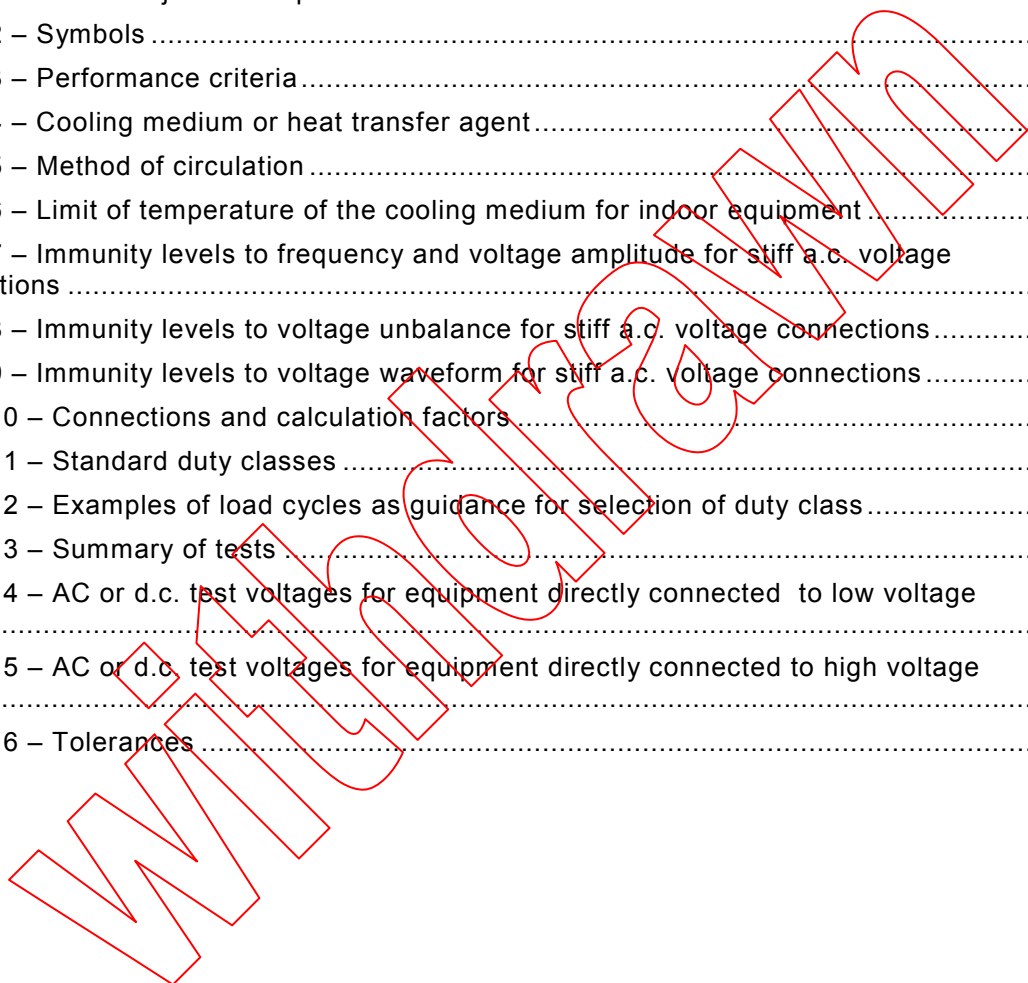 2 – Symbols ................................................................
– Performance criteria ................................................................
– Cooling medium or heat transfer agent ................................................................
5 – Method of circulation ................................................................
6 – Limit of temperature of the cooling medium for indoor equipment ....................
7 – Immunity levels to frequency and voltage amplitude for stiff a.c. voltage
tions ................................................................
– Immunity levels to voltage unbalance for stiff a.c. voltage connections ............
– Immunity levels to voltage waveform for stiff a.c. voltage connections .............
0 – Connections and calculation factors ................................................................
1 – Standard duty classes ................................................................
2 – Examples of load cycles as guidance for selection of duty class ....................
3 – Summary of tests ................................................................
4 – AC or d.c. test voltages for equipment directly connected to low voltage
................................................................
5 – AC or d.c. test voltages for equipment directly connected to high voltage
................................................................
6 – Tolerances ................................................................
withdrawn